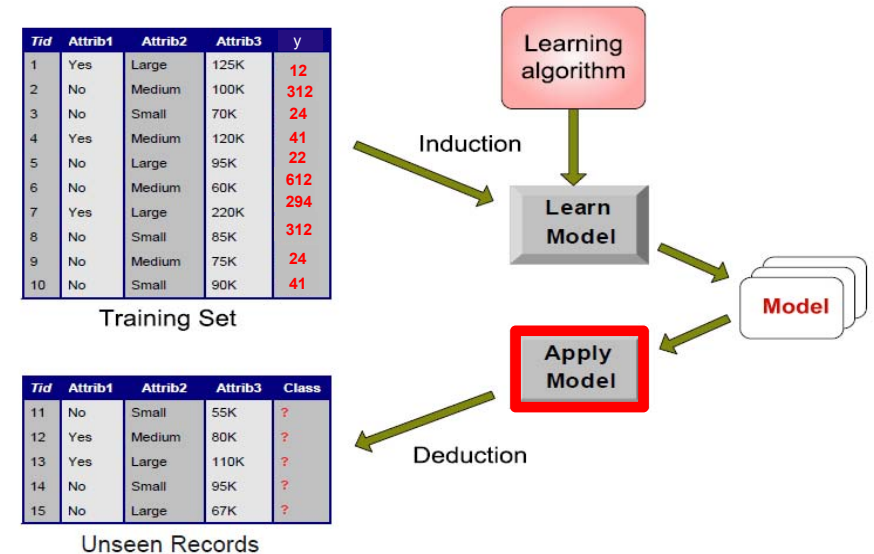 Tid Attrib1 Attrib2 Attrib3 y
1 Yes Large 125K 12
2 No Medium 100K 312
3 No Small 70K 24
4 Yes Medium 120K 41
5 No Large 95K 22
6 No Medium 60K 612
7 Yes Large 220K 294
8 No Small 85K 312
9 No Medium 75K 24
10 No Small 90K 41
Training Set
Learning
algorithm
Induction
Learn
Model
Model
Apply
Model
Deduction
Tid Attrib1 Attrib2 Attrib3 Class
11 No Small 55K ?
12 Yes Medium 80K ?
13 Yes Large 110K ?
14 No Small 95K ?
15 No Large 67K ?
Unseen Records